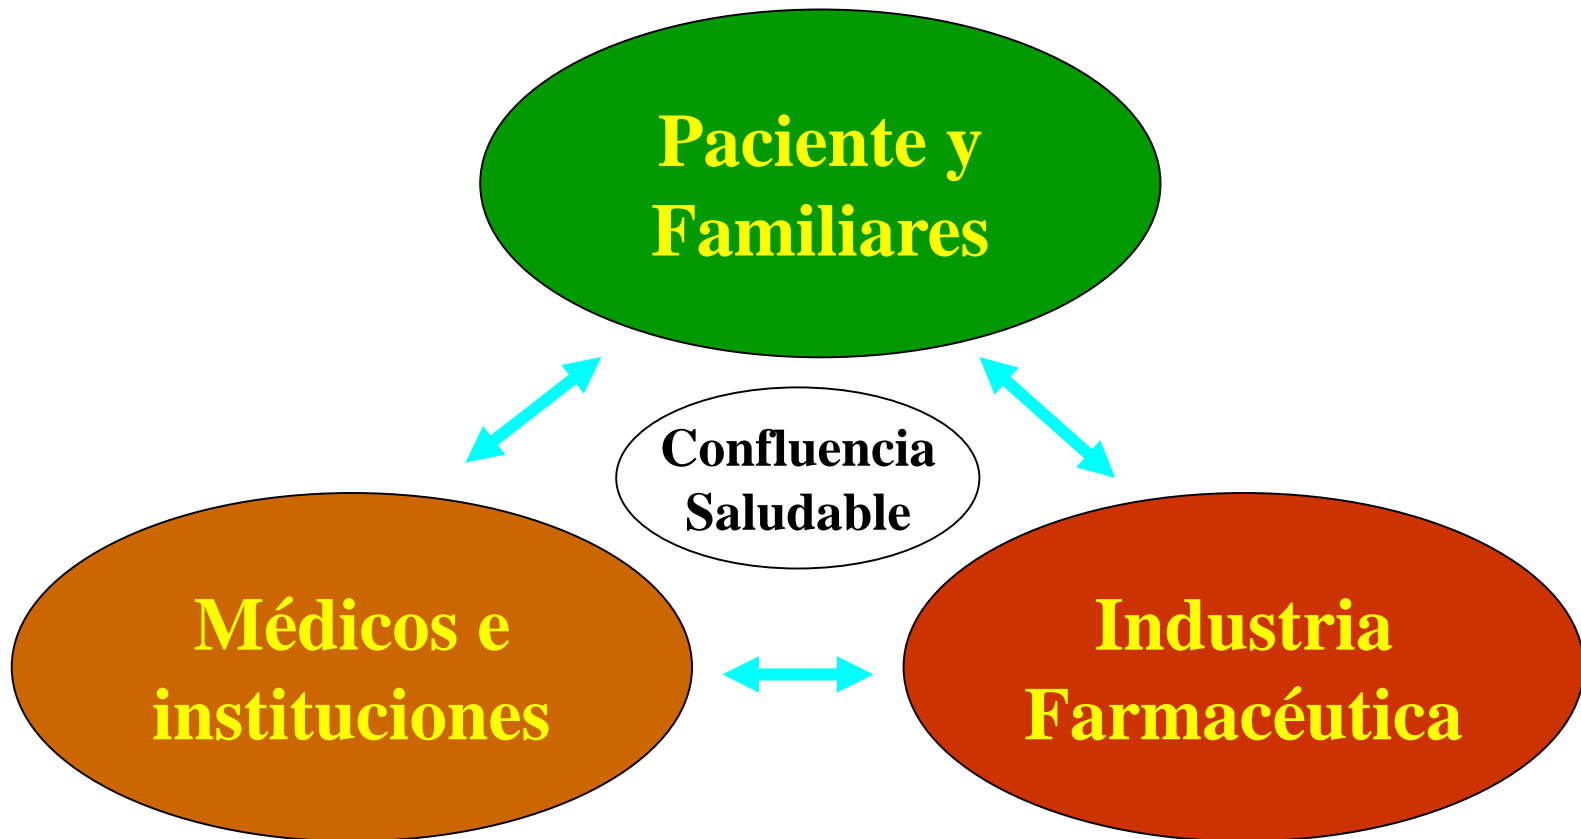 Paciente y
Familiares
Confluencia
Saludable
Médicos e
instituciones
Industria
Farmacéutica